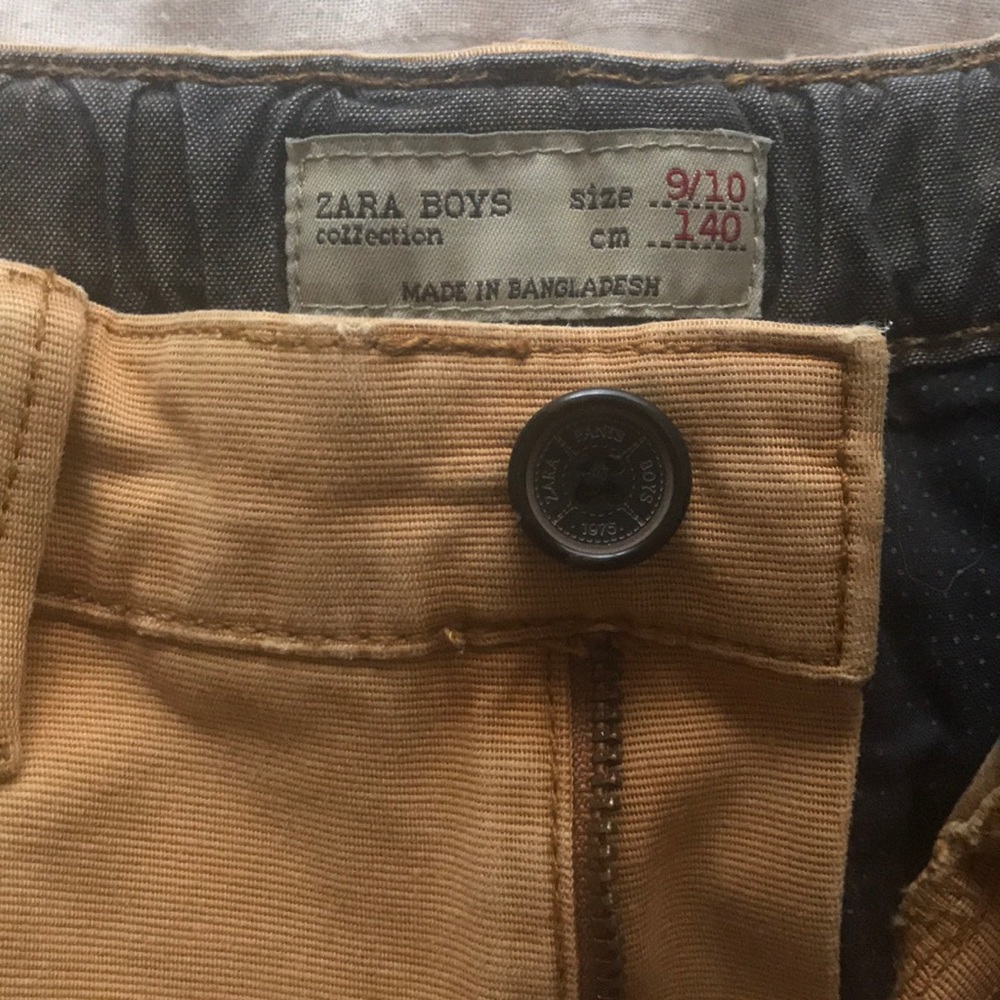 ZARA BOYS size 9/10
collection cm 140
MADE IN BANGLADESH
ZARA PANTS BOYS
1975